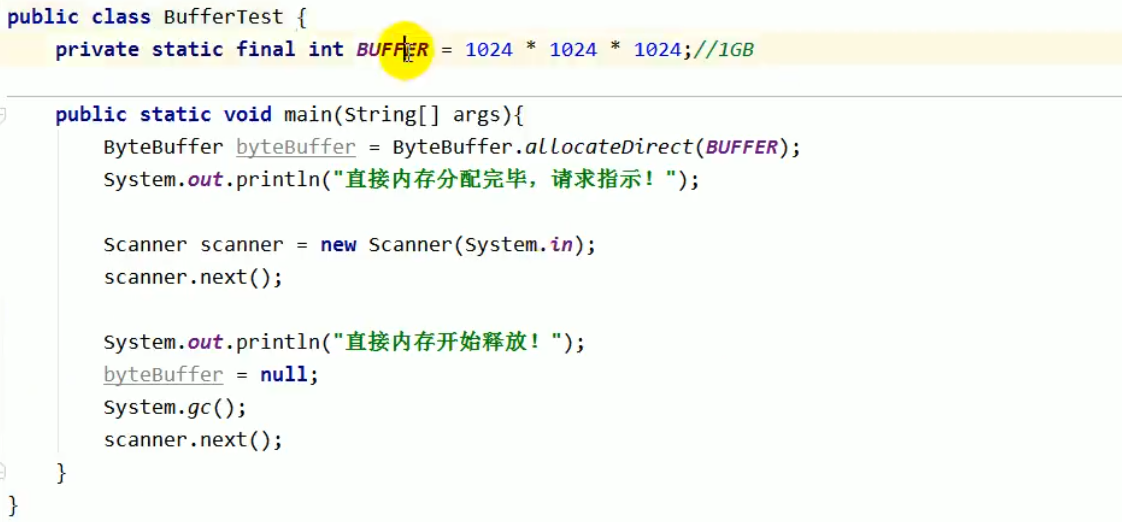 public class BufferTest {
private static final int BUFFER = 1024 * 1024 * 1024;//1GB
public static void main(String[] args){
ByteBuffer byteBuffer = ByteBuffer.allocateDirect(BUFFER);
System.out.println("直接内存分配完毕，请求指示！");
Scanner scanner = new Scanner(System.in);
scanner.next();
System.out.println("直接内存开始释放！");
byteBuffer = null;
System.gc();
scanner.next();
}
}